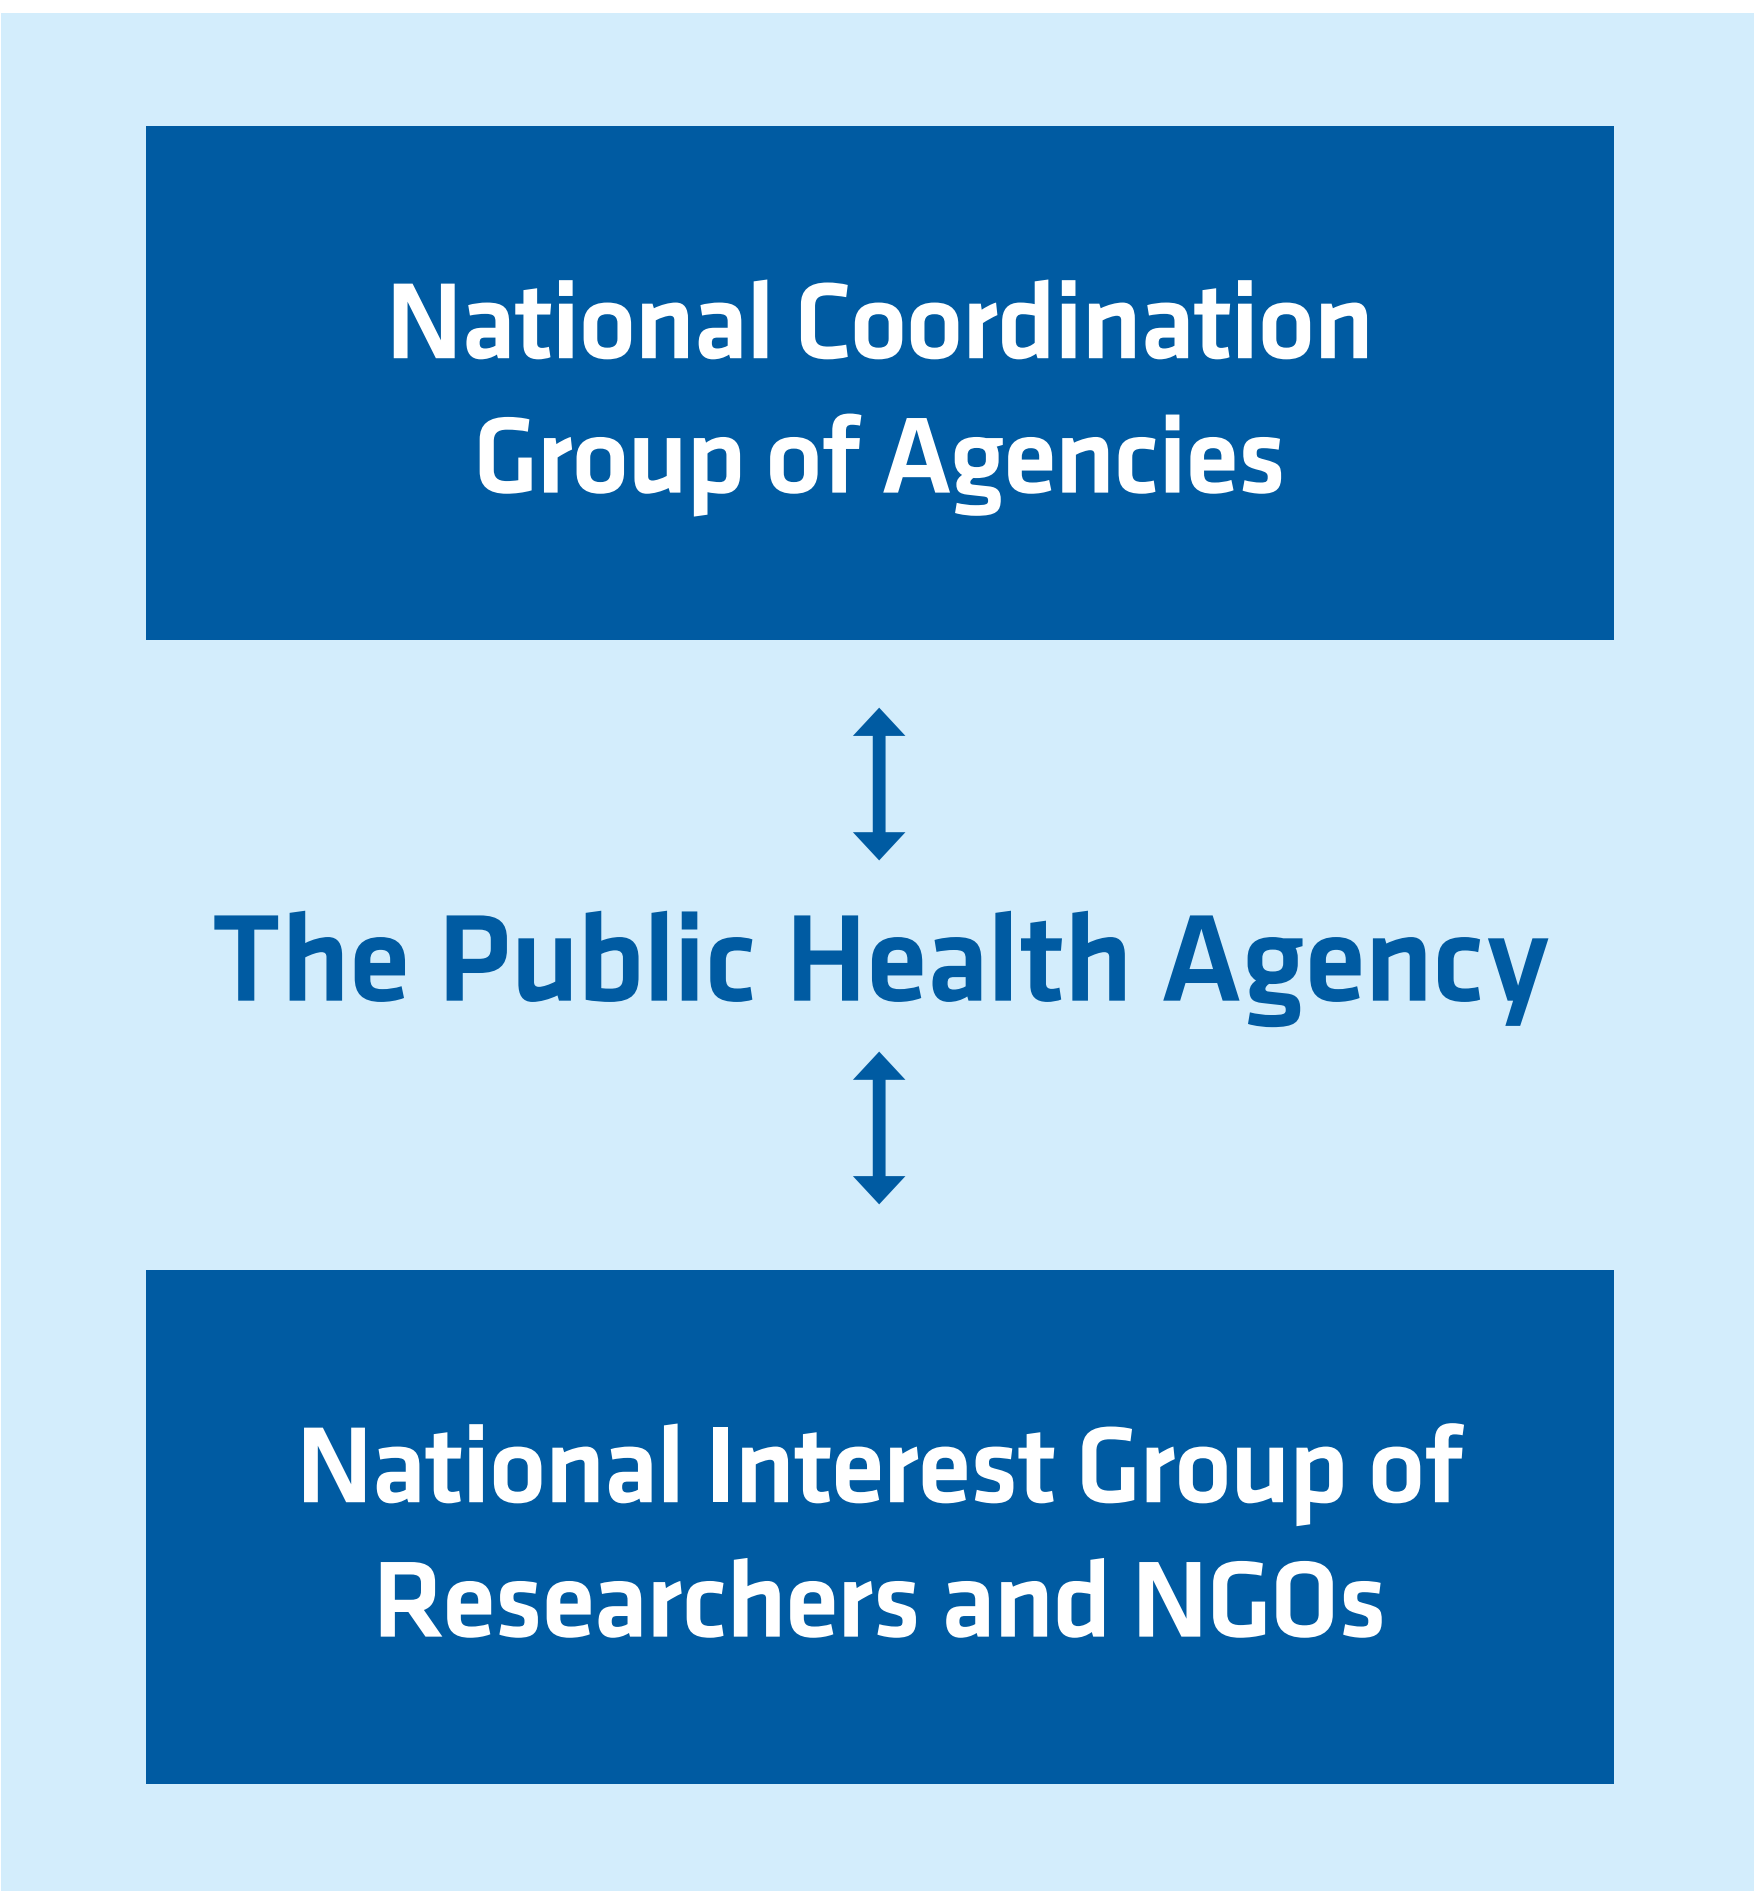 National Coordination
Group of Agencies
The Public Health Agency
National Interest Group of
Researchers and NGOs